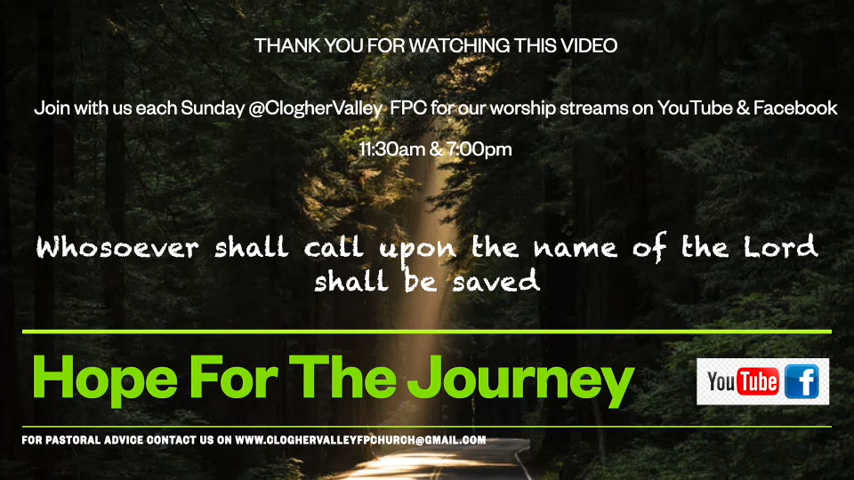 THANK YOU FOR WATCHING THIS VIDEO
Join with us each Sunday @ClogherValley FPC for our worship streams on YouTube & Facebook
11:30am & 7:00pm
Whosoever shall call upon the name of the Lord
shall be saved
Hope For The Journey
YouTube f
FOR PASTORAL ADVICE CONTACT US ON WWW.CLOGHERVALLEYFPCHURCH@GMAIL.COM